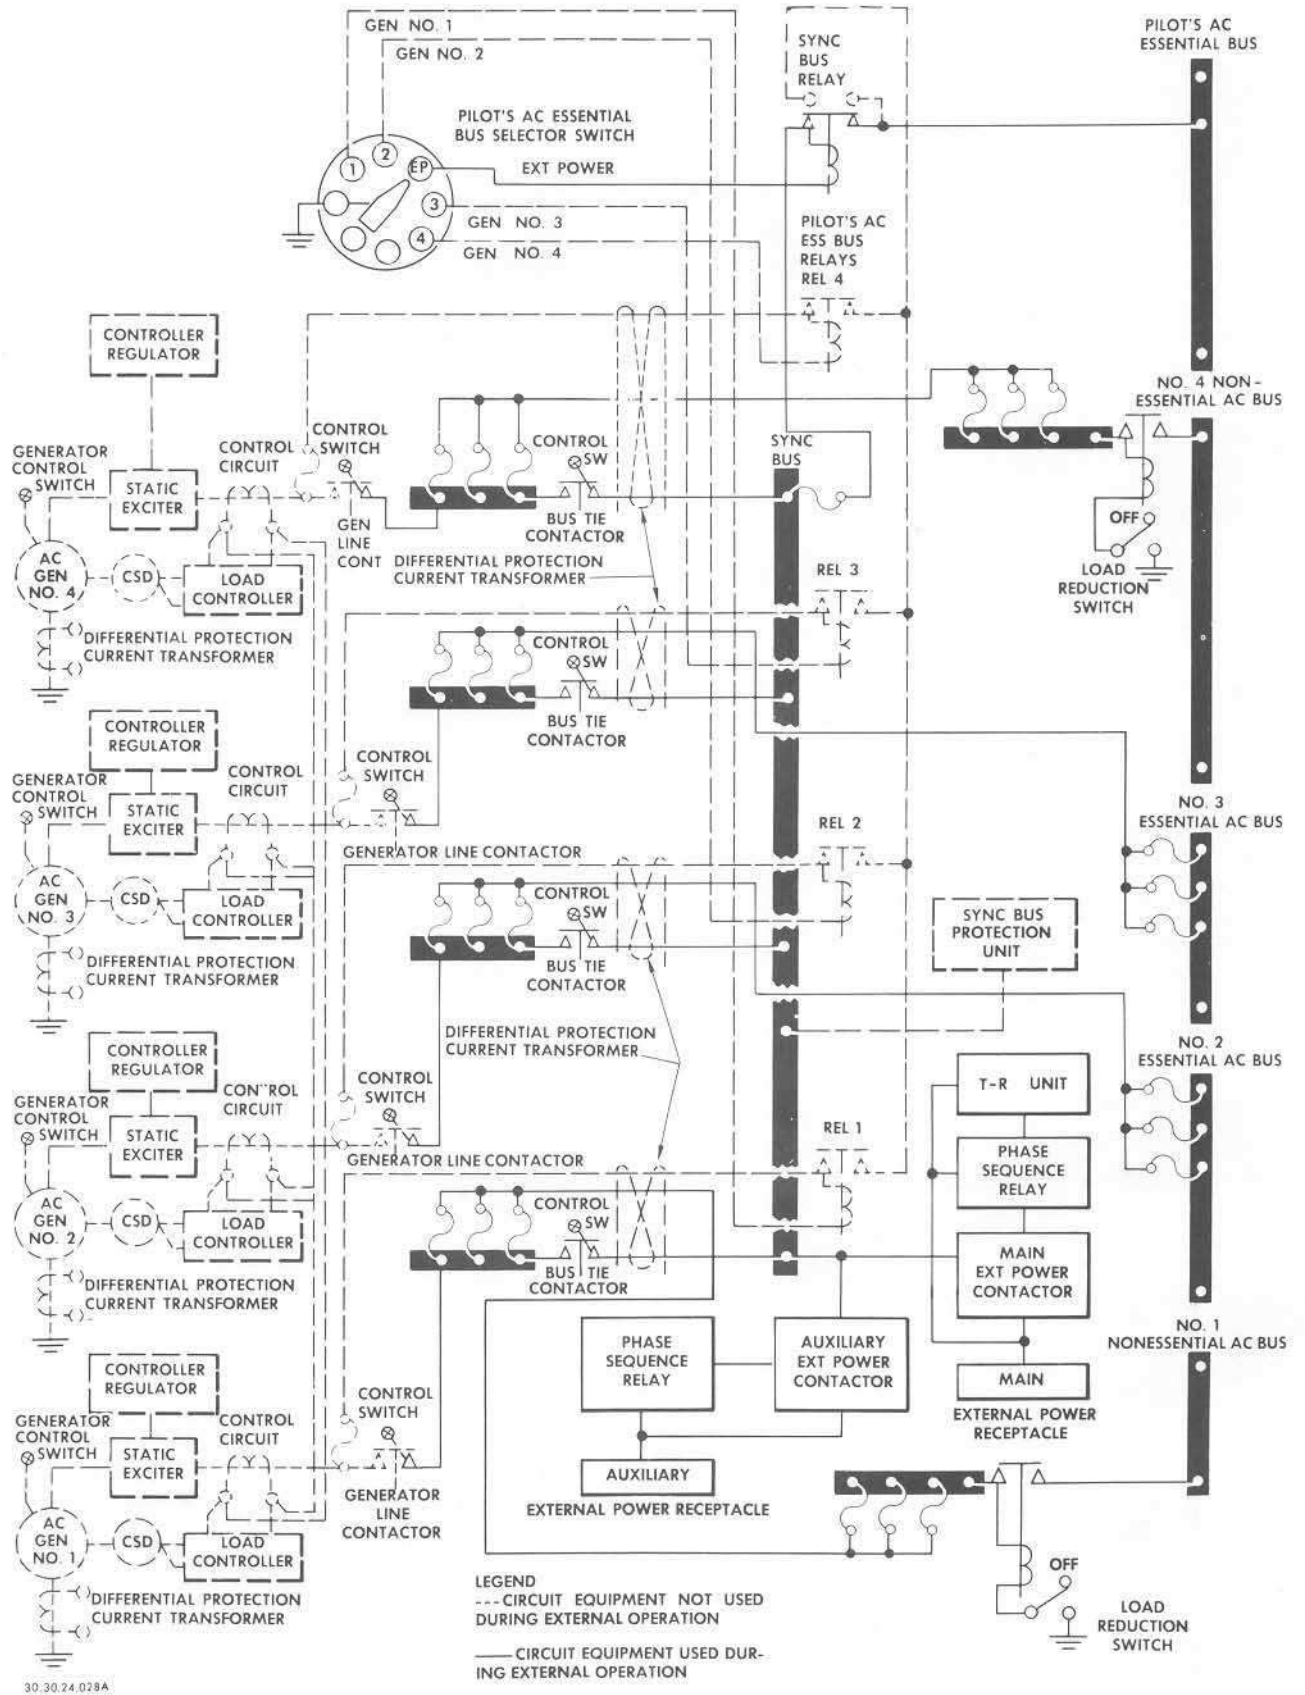 GEN NO. 1
GEN NO. 2
PILOT'S AC ESSENTIAL
BUS SELECTOR SWITCH
EXT POWER
1
2
EP
3
4
GEN NO. 3
GEN NO. 4
SYNC
BUS
RELAY
PILOT'S AC
ESSENTIAL BUS
PILOT'S AC
ESS BUS
RELAYS
REL 4
CONTROLLER
REGULATOR
NO. 4 NON-
ESSENTIAL AC BUS
GENERATOR
CONTROL
SWITCH
CONTROL
CIRCUIT
CONTROL
SWITCH
CONTROL
SW
SYNC
BUS
STATIC
EXCITER
GEN
LINE
CONT
BUS TIE
CONTACTOR
OFF
LOAD
REDUCTION
SWITCH
DIFFERENTIAL PROTECTION
CURRENT TRANSFORMER
AC
GEN
NO. 4
CSD
LOAD
CONTROLLER
REL 3
DIFFERENTIAL PROTECTION
CURRENT TRANSFORMER
CONTROL
SW
BUS TIE
CONTACTOR
CONTROLLER
REGULATOR
GENERATOR
CONTROL
SWITCH
CONTROL
CIRCUIT
CONTROL
SWITCH
STATIC
EXCITER
GENERATOR LINE CONTACTOR
REL 2
NO. 3
ESSENTIAL AC BUS
AC
GEN
NO. 3
CSD
LOAD
CONTROLLER
CONTROL
SW
BUS TIE
CONTACTOR
SYNC BUS
PROTECTION
UNIT
DIFFERENTIAL PROTECTION
CURRENT TRANSFORMER
DIFFERENTIAL PROTECTION
CURRENT TRANSFORMER
NO. 2
ESSENTIAL AC BUS
CONTROLLER
REGULATOR
GENERATOR
CONTROL
SWITCH
CONTROL
CIRCUIT
CONTROL
SWITCH
STATIC
EXCITER
GENERATOR LINE CONTACTOR
REL 1
T-R UNIT
PHASE
SEQUENCE
RELAY
AC
GEN
NO. 2
CSD
LOAD
CONTROLLER
CONTROL
SW
BUS TIE
CONTACTOR
MAIN
EXT POWER
CONTACTOR
DIFFERENTIAL PROTECTION
CURRENT TRANSFORMER
NO. 1
NONESSENTIAL AC BUS
PHASE
SEQUENCE
RELAY
AUXILIARY
EXT POWER
CONTACTOR
MAIN
EXTERNAL POWER
RECEPTACLE
CONTROLLER
REGULATOR
GENERATOR
CONTROL
SWITCH
CONTROL
CIRCUIT
CONTROL
SWITCH
STATIC
EXCITER
GENERATOR
LINE
CONTACTOR
AUXILIARY
EXTERNAL POWER RECEPTACLE
AC
GEN
NO. 1
CSD
LOAD
CONTROLLER
DIFFERENTIAL PROTECTION
CURRENT TRANSFORMER
OFF
LOAD
REDUCTION
SWITCH
LEGEND
---CIRCUIT EQUIPMENT NOT USED
DURING EXTERNAL OPERATION
—CIRCUIT EQUIPMENT USED DUR-
ING EXTERNAL OPERATION
30.30.24.028A